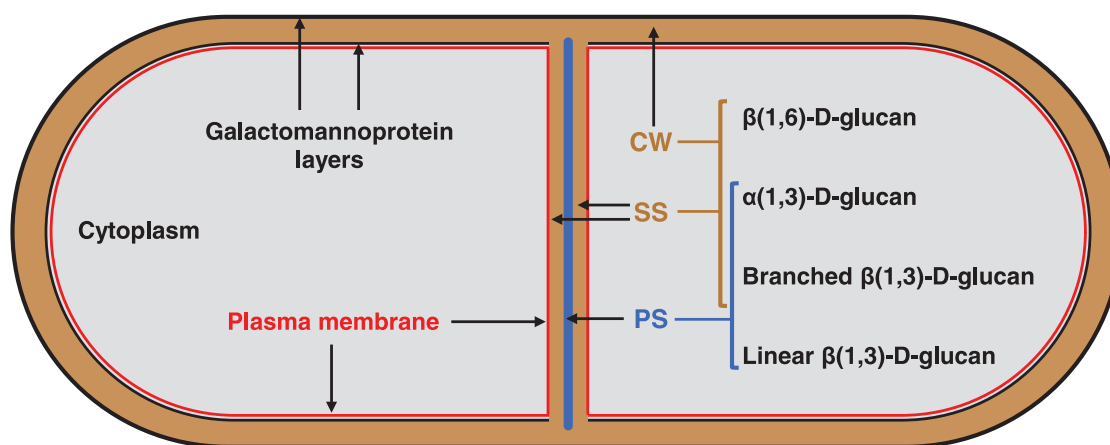 Galactomannoprotein
layers
Cytoplasm
Plasma membrane
CW
SS
PS
β(1,6)-D-glucan
α(1,3)-D-glucan
Branched β(1,3)-D-glucan
Linear β(1,3)-D-glucan